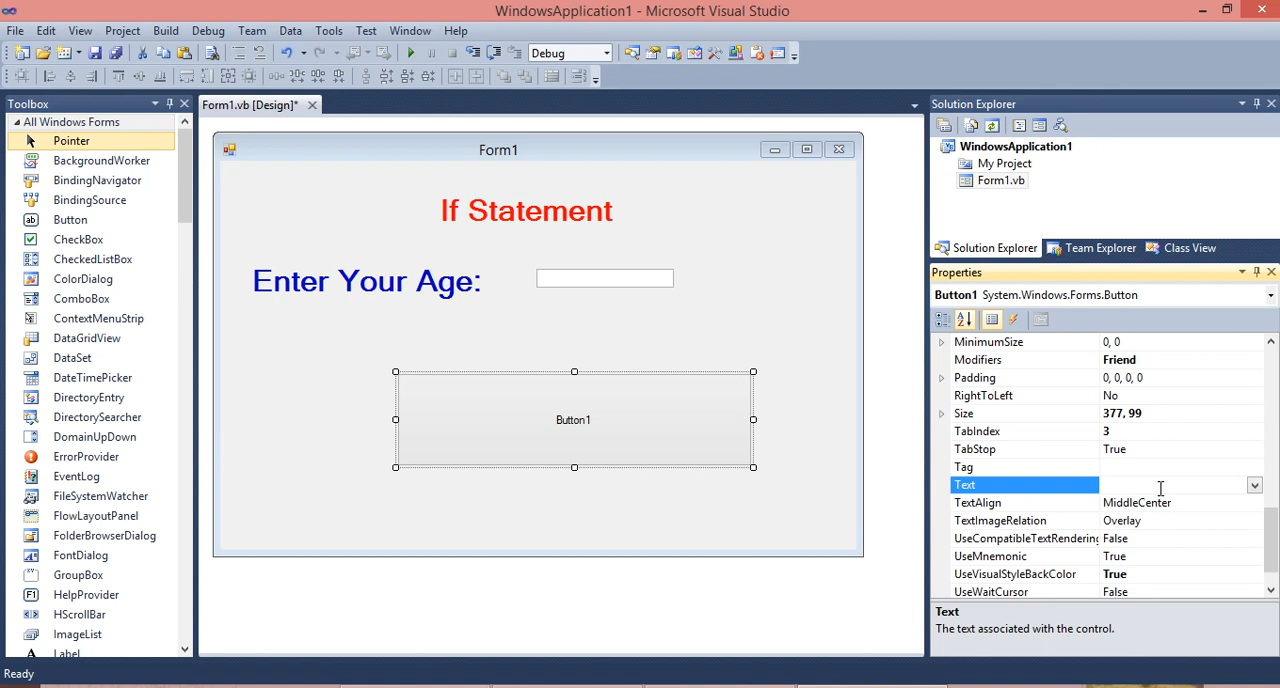 WindowsApplication1 - Microsoft Visual Studio
File Edit View Project Build Debug Team Data Tools Test Window Help
Debug
Toolbox
All Windows Forms
Pointer
BackgroundWorker
BindingNavigator
BindingSource
Button
CheckBox
CheckedListBox
ColorDialog
ComboBox
ContextMenuStrip
DataGridView
DataSet
DateTimePicker
DirectoryEntry
DirectorySearcher
DomainUpDown
ErrorProvider
EventLog
FileSystemWatcher
FlowLayoutPanel
FolderBrowserDialog
FontDialog
GroupBox
HelpProvider
HScrollBar
ImageList
Label
Form1.vb [Design]*
Form1
If Statement
Enter Your Age:
Button1
Solution Explorer
WindowsApplication1
My Project
Form1.vb
Solution Explorer Team Explorer Class View
Properties
Button1 System.Windows.Forms.Button
MinimumSize 0, 0
Modifiers Friend
Padding 0, 0, 0, 0
RightToLeft No
Size 377, 99
TabIndex 3
TabStop True
Tag
Text
TextAlign MiddleCenter
TextImageRelation Overlay
UseCompatibleTextRendering False
UseMnemonic True
UseVisualStyleBackColor True
UseWaitCursor False
Text
The text associated with the control.
Ready